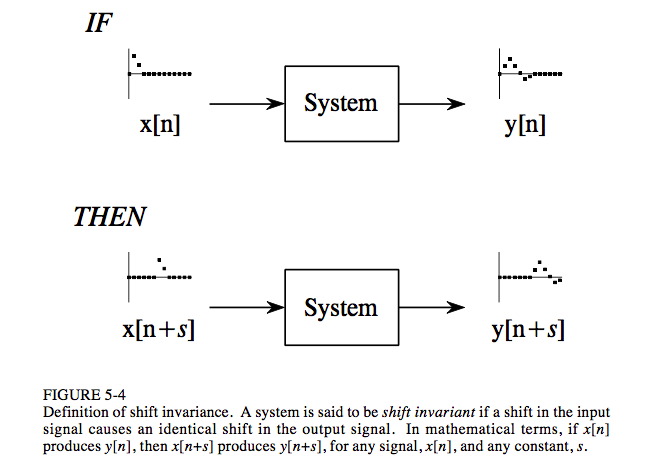 IF
System
x[n]
y[n]
THEN
System
x[n+s]
y[n+s]
FIGURE 5-4
Definition of shift invariance. A system is said to be shift invariant if a shift in the input
signal causes an identical shift in the output signal. In mathematical terms, if x[n]
produces y[n], then x[n+s] produces y[n+s], for any signal, x[n], and any constant, s.